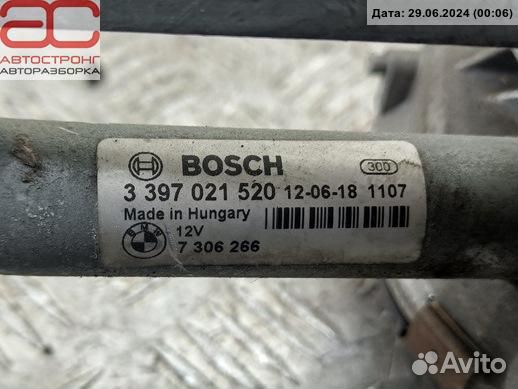 ac
АВТОСТРОНГ
АВТОРАЗБОРКА
Дата: 29.06.2024 (00:06)
BOSCH 300
3 397 021 520 12-06-18 1107
Made in Hungary
BMW 12V
7 306 266
Avito